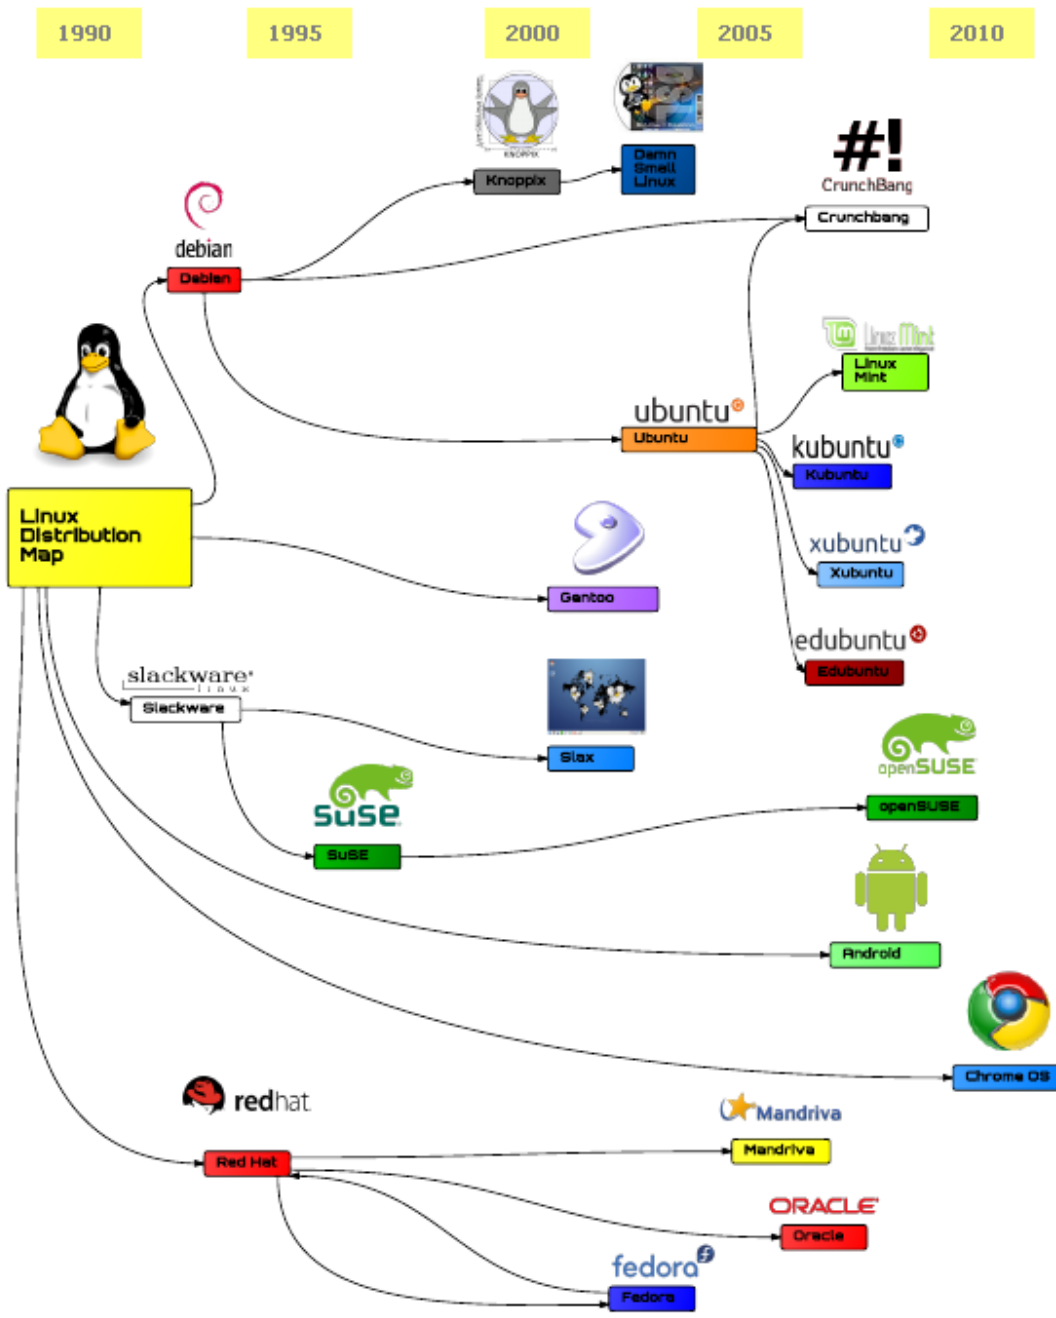 1990
1995
2000
2005
2010
KNOPPIX
Knoppix
Damn
Small
Linux
#!
CrunchBang
Crunchbang
debian
Debian
Linux Mint
Linux
Mint
ubuntu
Ubuntu
kubuntu
Kubuntu
Linux
Distribution
Map
xubuntu
Xubuntu
Gentoo
edubuntu
Edubuntu
slackware
linux
Slackware
Slax
SuSE
SuSE
openSUSE
openSUSE
Android
Chrome OS
redhat
Red Hat
Mandriva
Mandriva
ORACLE
Oracle
fedora
Fedora